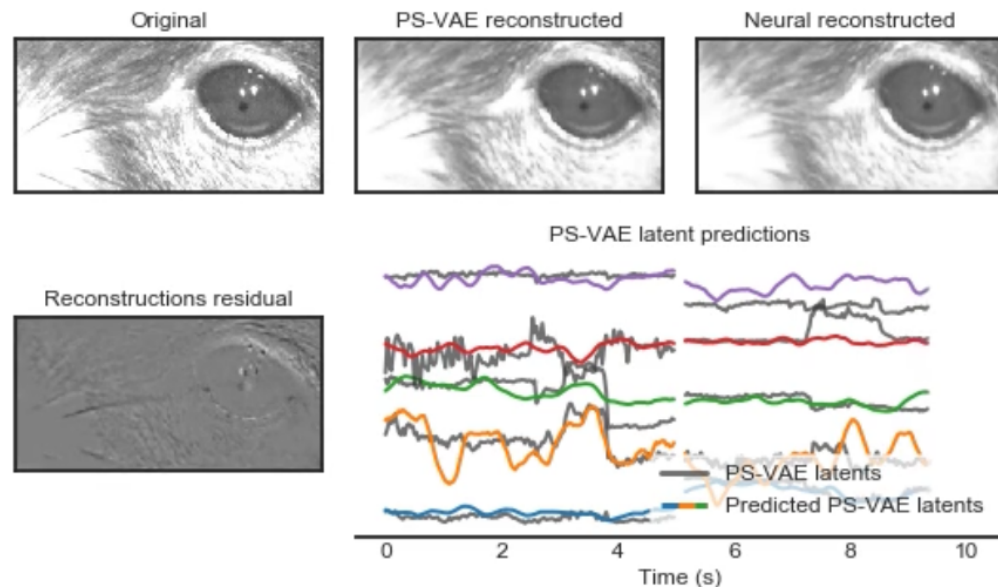 Original
PS-VAE reconstructed
Neural reconstructed
PS-VAE latent predictions
Reconstructions residual
PS-VAE latents
Predicted PS-VAE latents
0 2 4 6 8 10
Time (s)